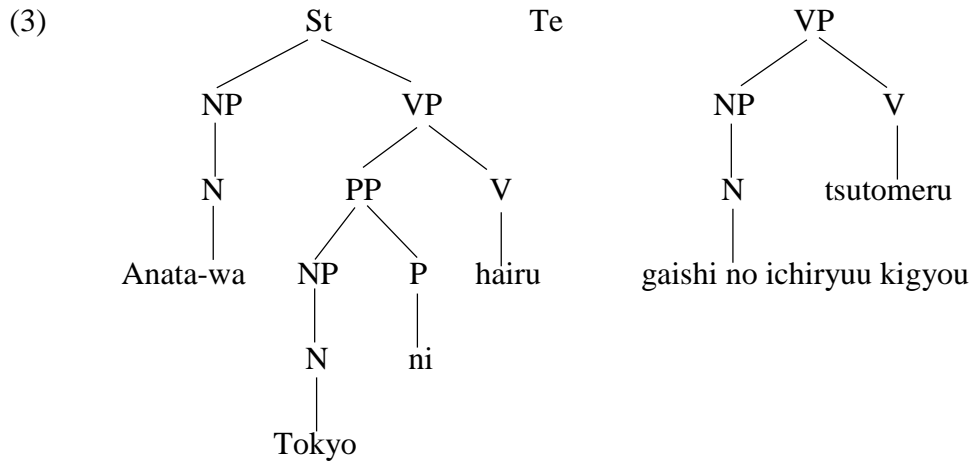 (3) St Te VP
NP VP NP V
N PP V N tsutomeru
Anata-wa NP P hairu gaishi no ichiryuu kigyou
N ni
Tokyo